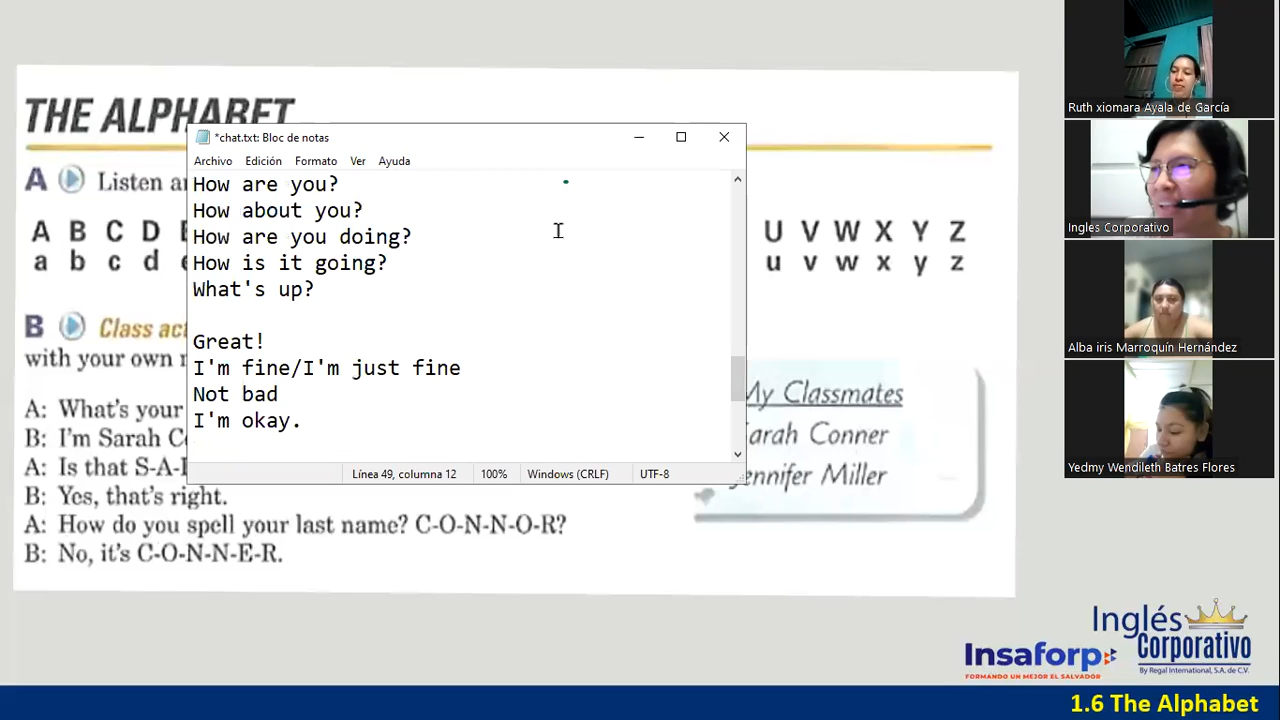 THE ALPHABET
A Listen a
A B C D E
U V W X Y Z
a b c d e
u v w x y z
B Class ac
with your own
A: What's your
B: I'm Sarah C
A: Is that S-A-
B: Yes, that's right.
A: How do you spell your last name? C-O-N-N-O-R?
B: No, it's C-O-N-N-E-R.
My Classmates
Sarah Conner
Jennifer Miller
*chat.txt: Bloc de notas
Archivo Edición Formato Ver Ayuda
How are you?
How about you?
How are you doing?
How is it going?
What's up?
Great!
I'm fine/I'm just fine
Not bad
I'm okay.
Línea 49, columna 12 100% Windows (CRLF) UTF-8
Ruth xiomara Ayala de García
Ingles Corporativo
Alba iris Marroquín Hernández
Yedmy Wendileth Batres Flores
Insaforp
FORMANDO UN MEJOR EL SALVADOR
Inglés
Corporativo
By Regal International, S.A. de C.V.
1.6 The Alphabet